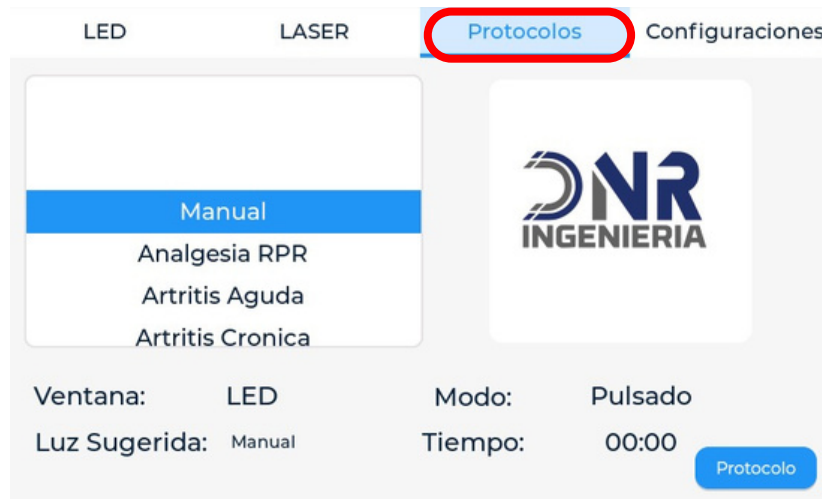 LED LASER Protocolos Configuraciones
Manual
Analgesia RPR
Artritis Aguda
Artritis Cronica
DNR
INGENIERIA
Ventana: LED Modo: Pulsado
Luz Sugerida: Manual Tiempo: 00:00
Protocolo